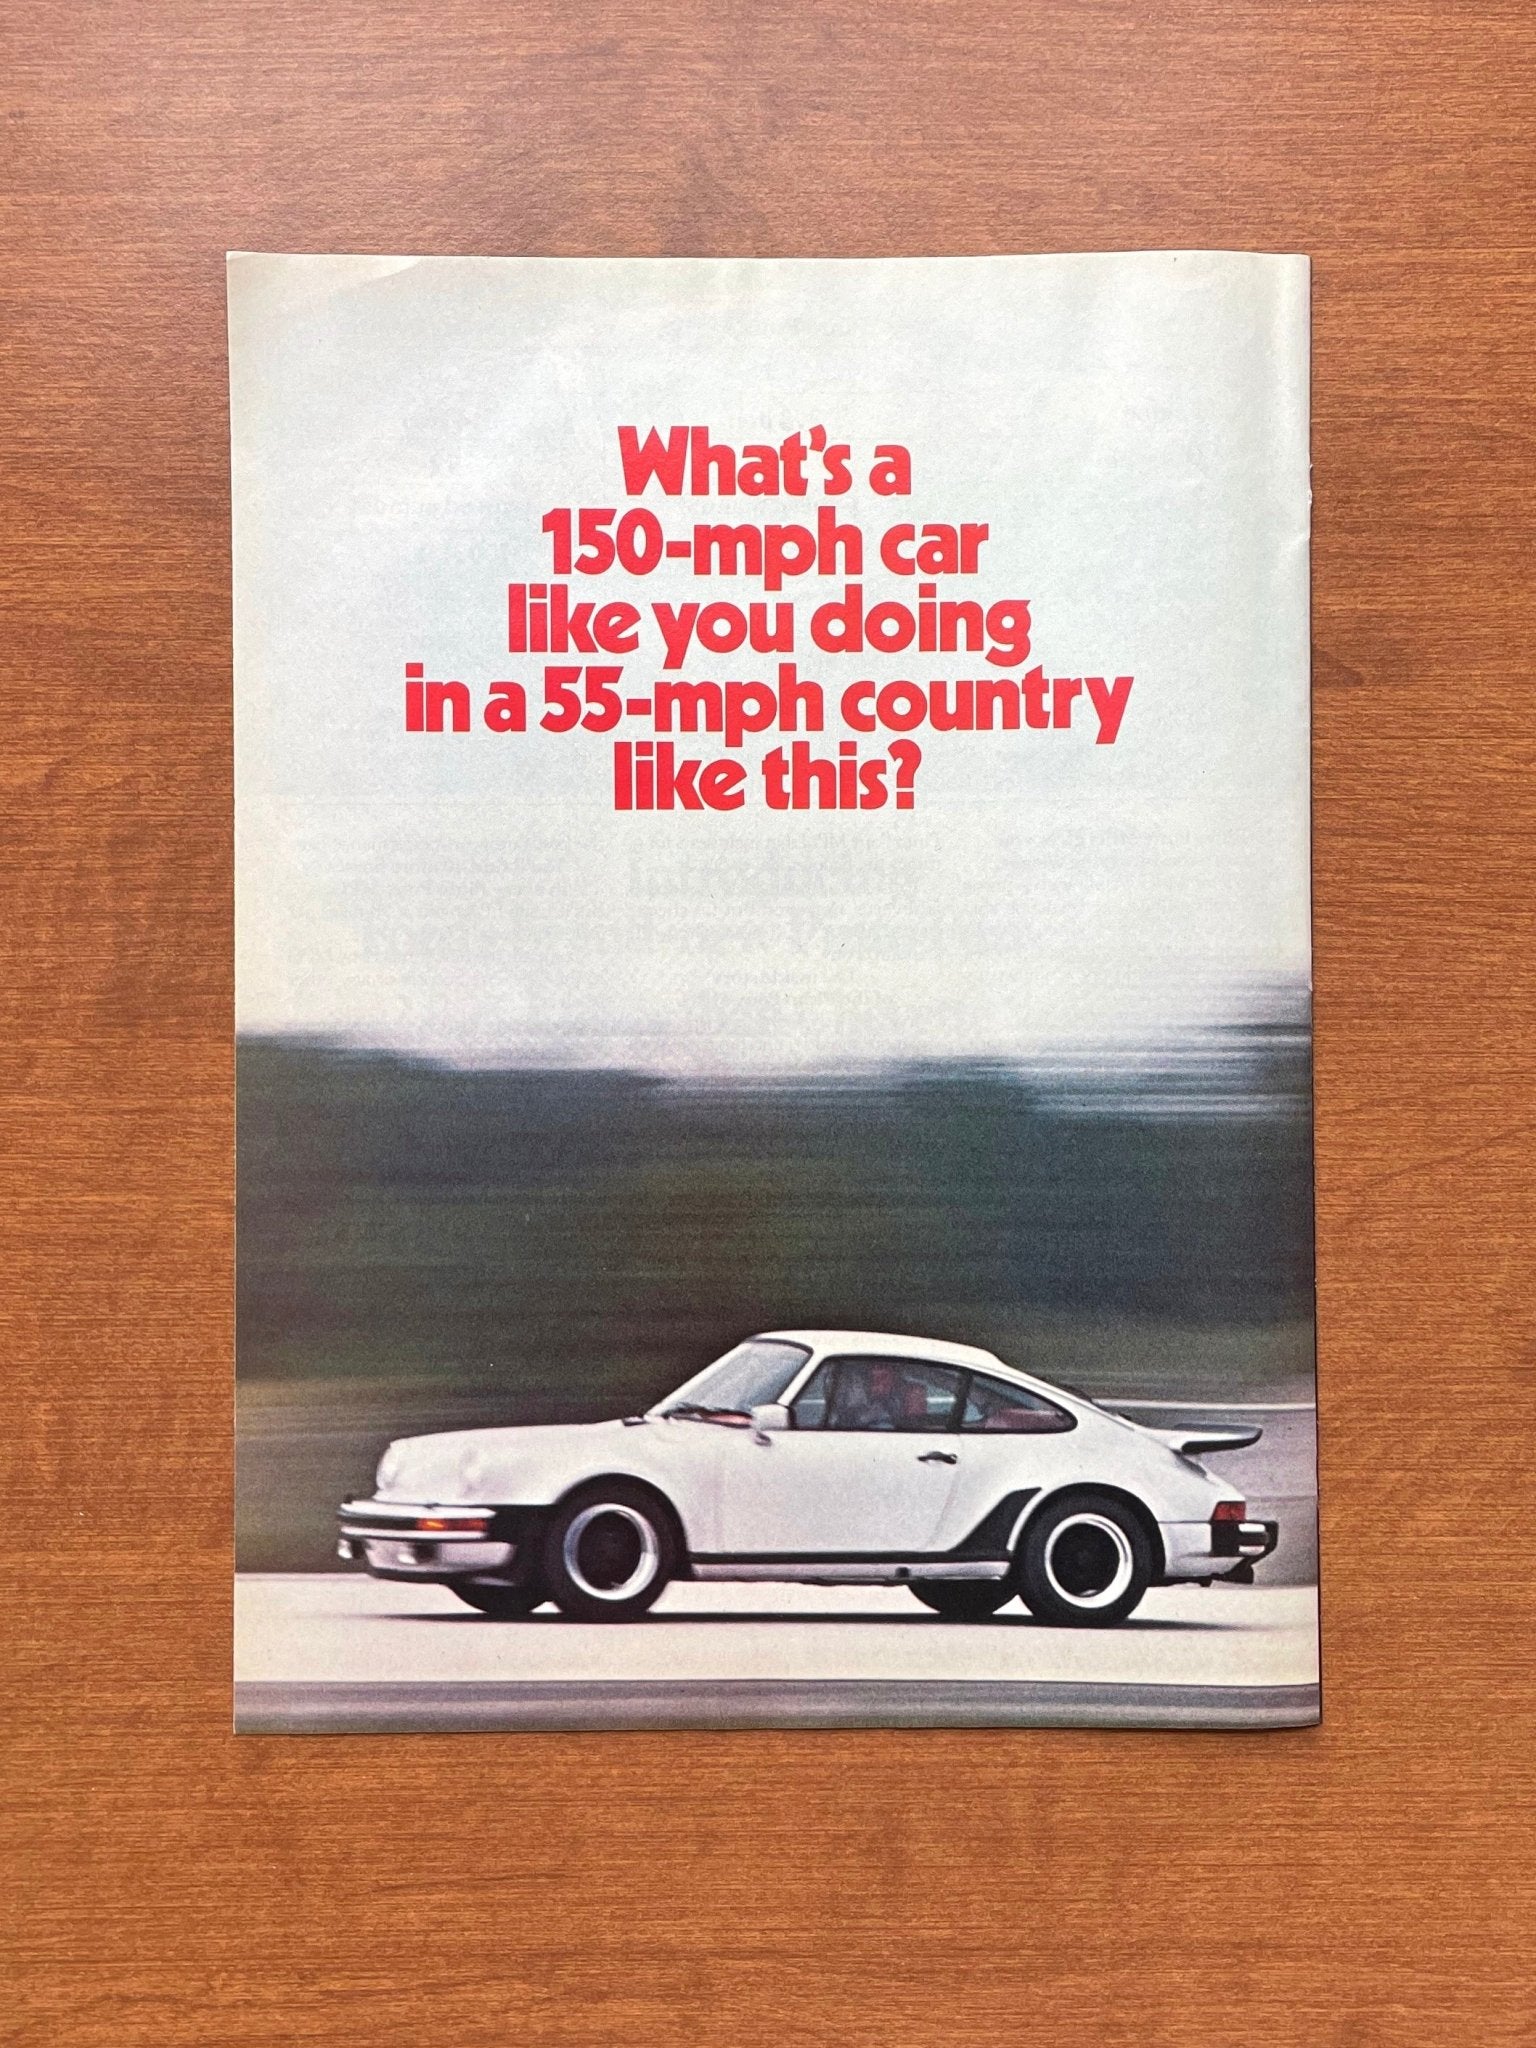 What's a
150-mph car
like you doing
in a 55-mph country
like this?